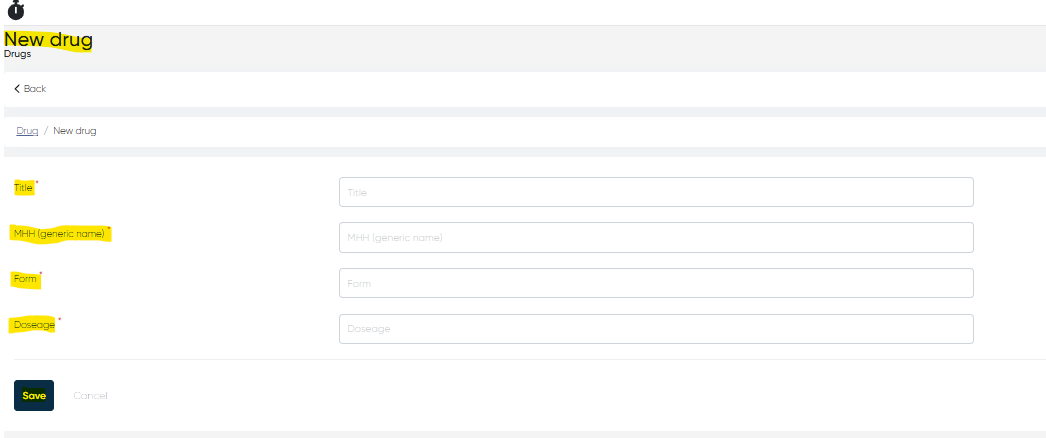 New drug
Drugs
Back
Drug / New drug
Title * Title
MHH (generic name) * MHH (generic name)
Form * Form
Doseage * Doseage
Save Cancel